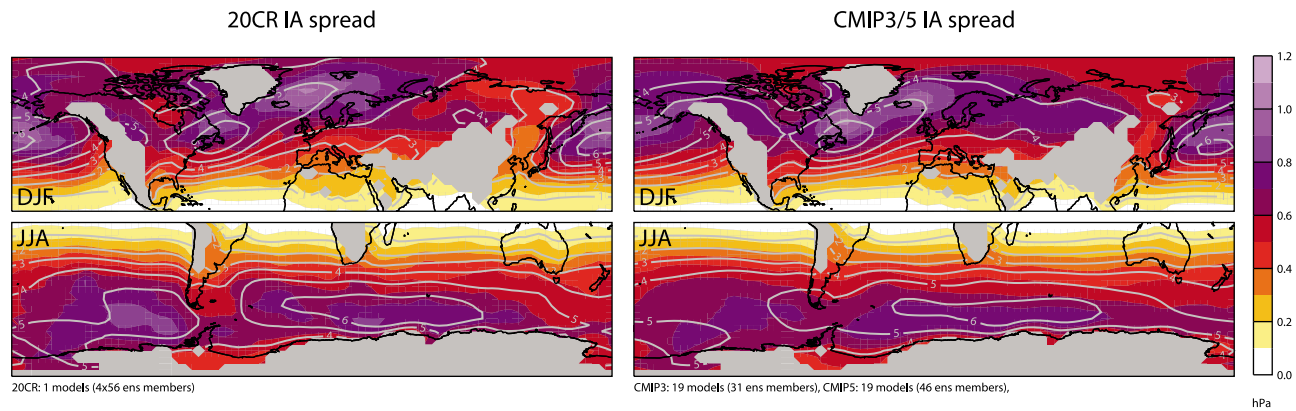 20CR IA spread
CMIP3/5 IA spread
DJF
DJF
1.2
1.0
0.8
0.6
0.4
0.2
0.0
hPa
JJA
JJA
20CR: 1 models (4x56 ens members)
CMIP3: 19 models (31 ens members), CMIP5: 19 models (46 ens members),